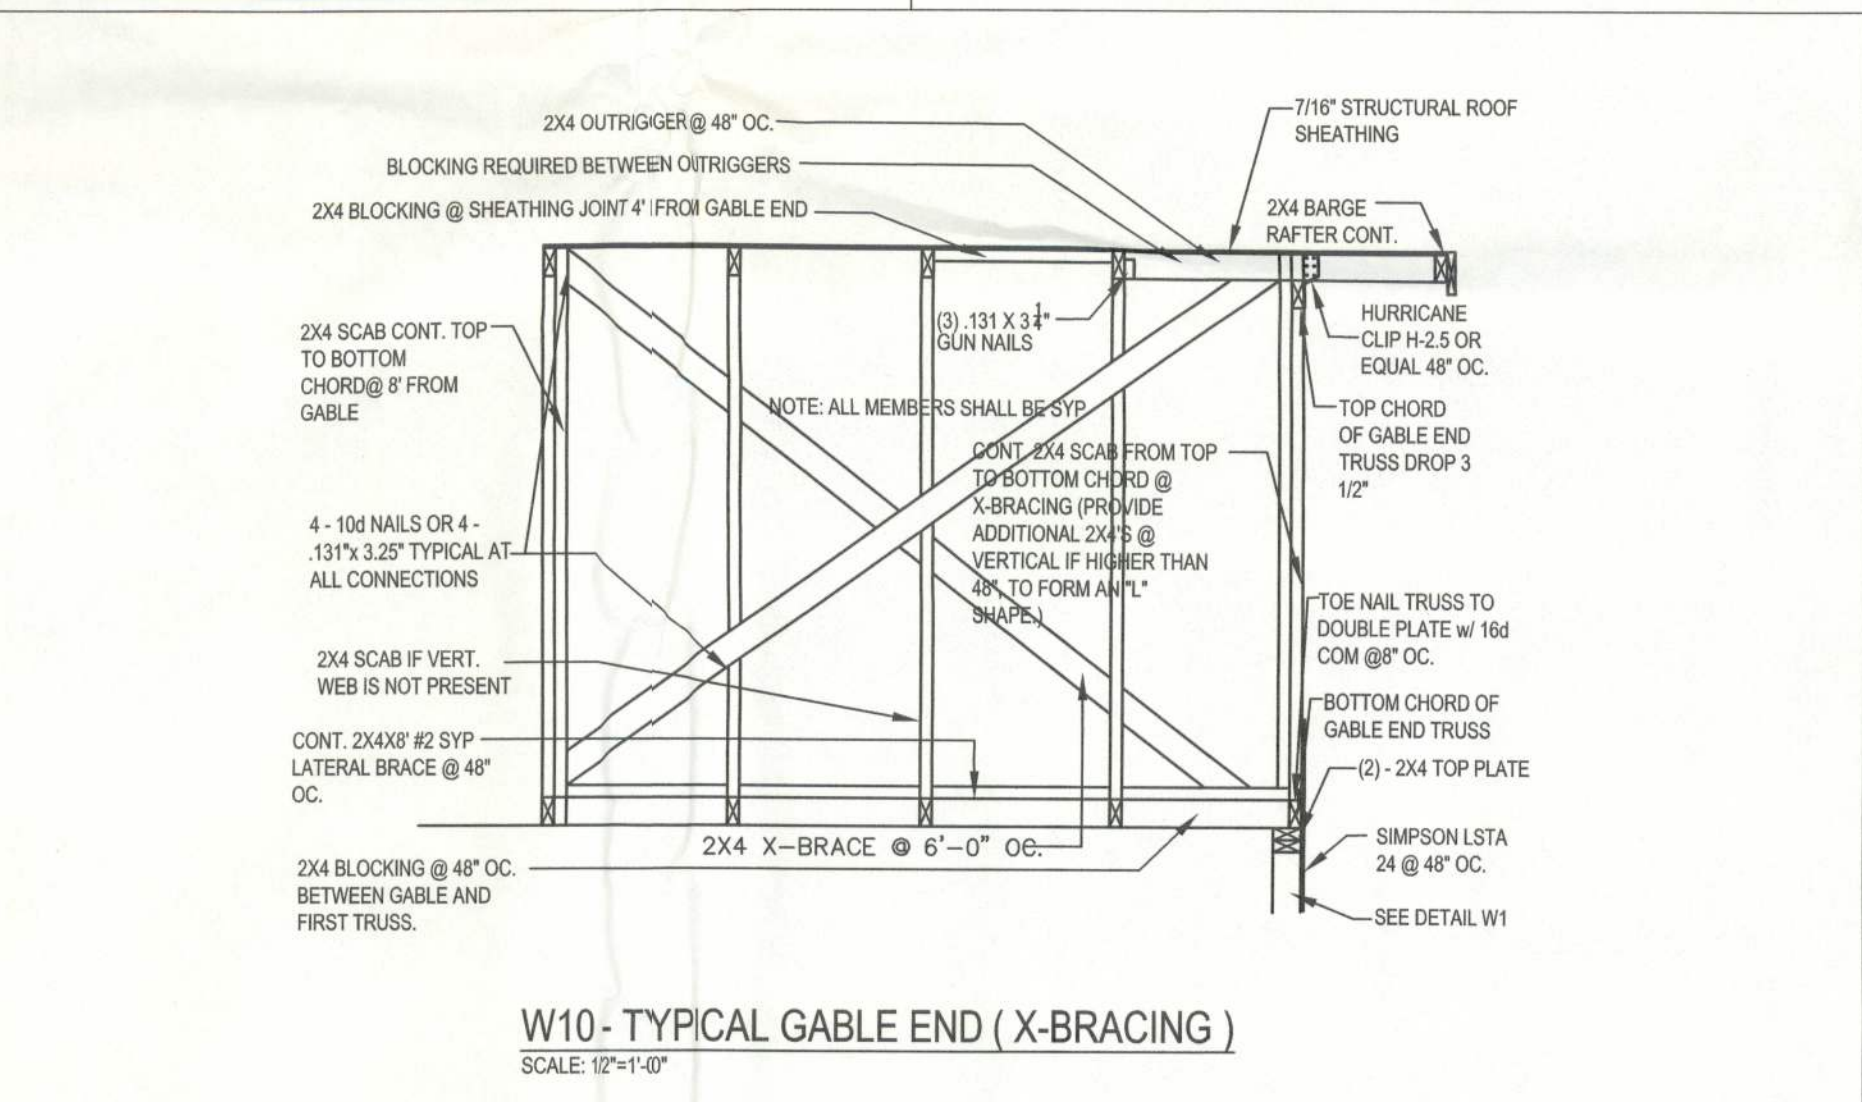 2X4 OUTRIGGER @ 48" OC.
BLOCKING REQUIRED BETWEEN OUTRIGGERS
2X4 BLOCKING @ SHEATHING JOINT 4' FROM GABLE END
7/16" STRUCTURAL ROOF
SHEATHING
2X4 BARGE
RAFTER CONT.
2X4 SCAB CONT. TOP
TO BOTTOM
CHORD@ 8' FROM
GABLE
(3) .131 X 3 1/4"
GUN NAILS
HURRICANE
CLIP H-2.5 OR
EQUAL 48" OC.
NOTE: ALL MEMBERS SHALL BE SYP
TOP CHORD
OF GABLE END
TRUSS DROP 3
1/2"
CONT. 2X4 SCAB FROM TOP
TO BOTTOM CHORD @
X-BRACING (PROVIDE
ADDITIONAL 2X4'S @
VERTICAL IF HIGHER THAN
48", TO FORM AN "L"
SHAPE.)
4 - 10d NAILS OR 4 -
.131"x 3.25" TYPICAL AT
ALL CONNECTIONS
TOE NAIL TRUSS TO
DOUBLE PLATE w/ 16d
COM @8" OC.
2X4 SCAB IF VERT.
WEB IS NOT PRESENT
BOTTOM CHORD OF
GABLE END TRUSS
CONT. 2X4X8' #2 SYP
LATERAL BRACE @ 48"
OC.
(2) - 2X4 TOP PLATE
2X4 X-BRACE @ 6'-0" OC.
SIMPSON LSTA
24 @ 48" OC.
2X4 BLOCKING @ 48" OC.
BETWEEN GABLE AND
FIRST TRUSS.
SEE DETAIL W1
W10 - TYPICAL GABLE END ( X-BRACING )
SCALE: 1/2"=1'-0"